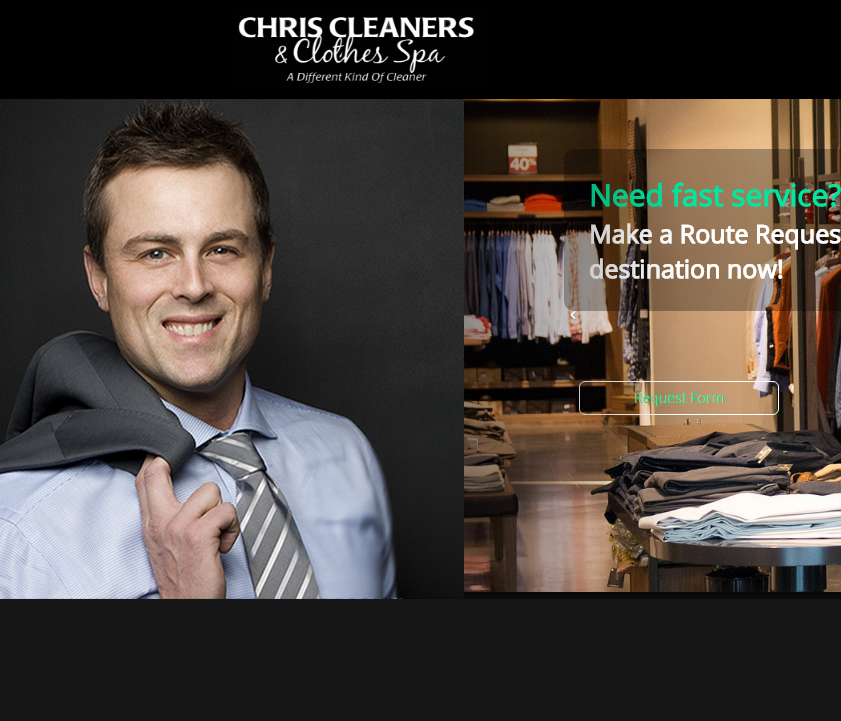 CHRIS CLEANERS
& Clothes Spa
A Different Kind Of Cleaner
40%
Need fast service?
Make a Route Reques
destination now!
Request Form